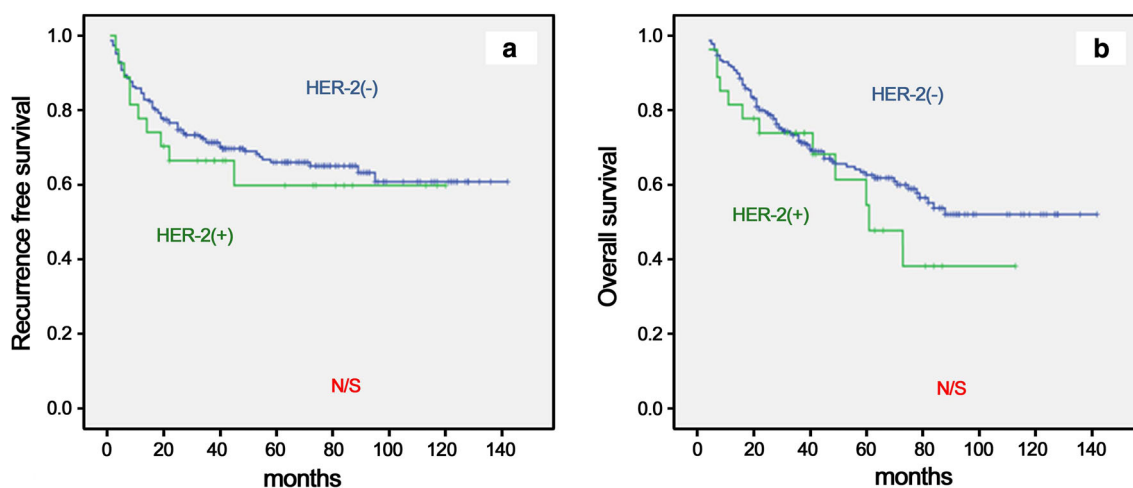 a
Recurrence free survival
1.0
0.8
0.6
0.4
0.2
0.0
HER-2(-)
HER-2(+)
N/S
0 20 40 60 80 100 120 140
months
b
Overall survival
1.0
0.8
0.6
0.4
0.2
0.0
HER-2(-)
HER-2(+)
N/S
0 20 40 60 80 100 120 140
months